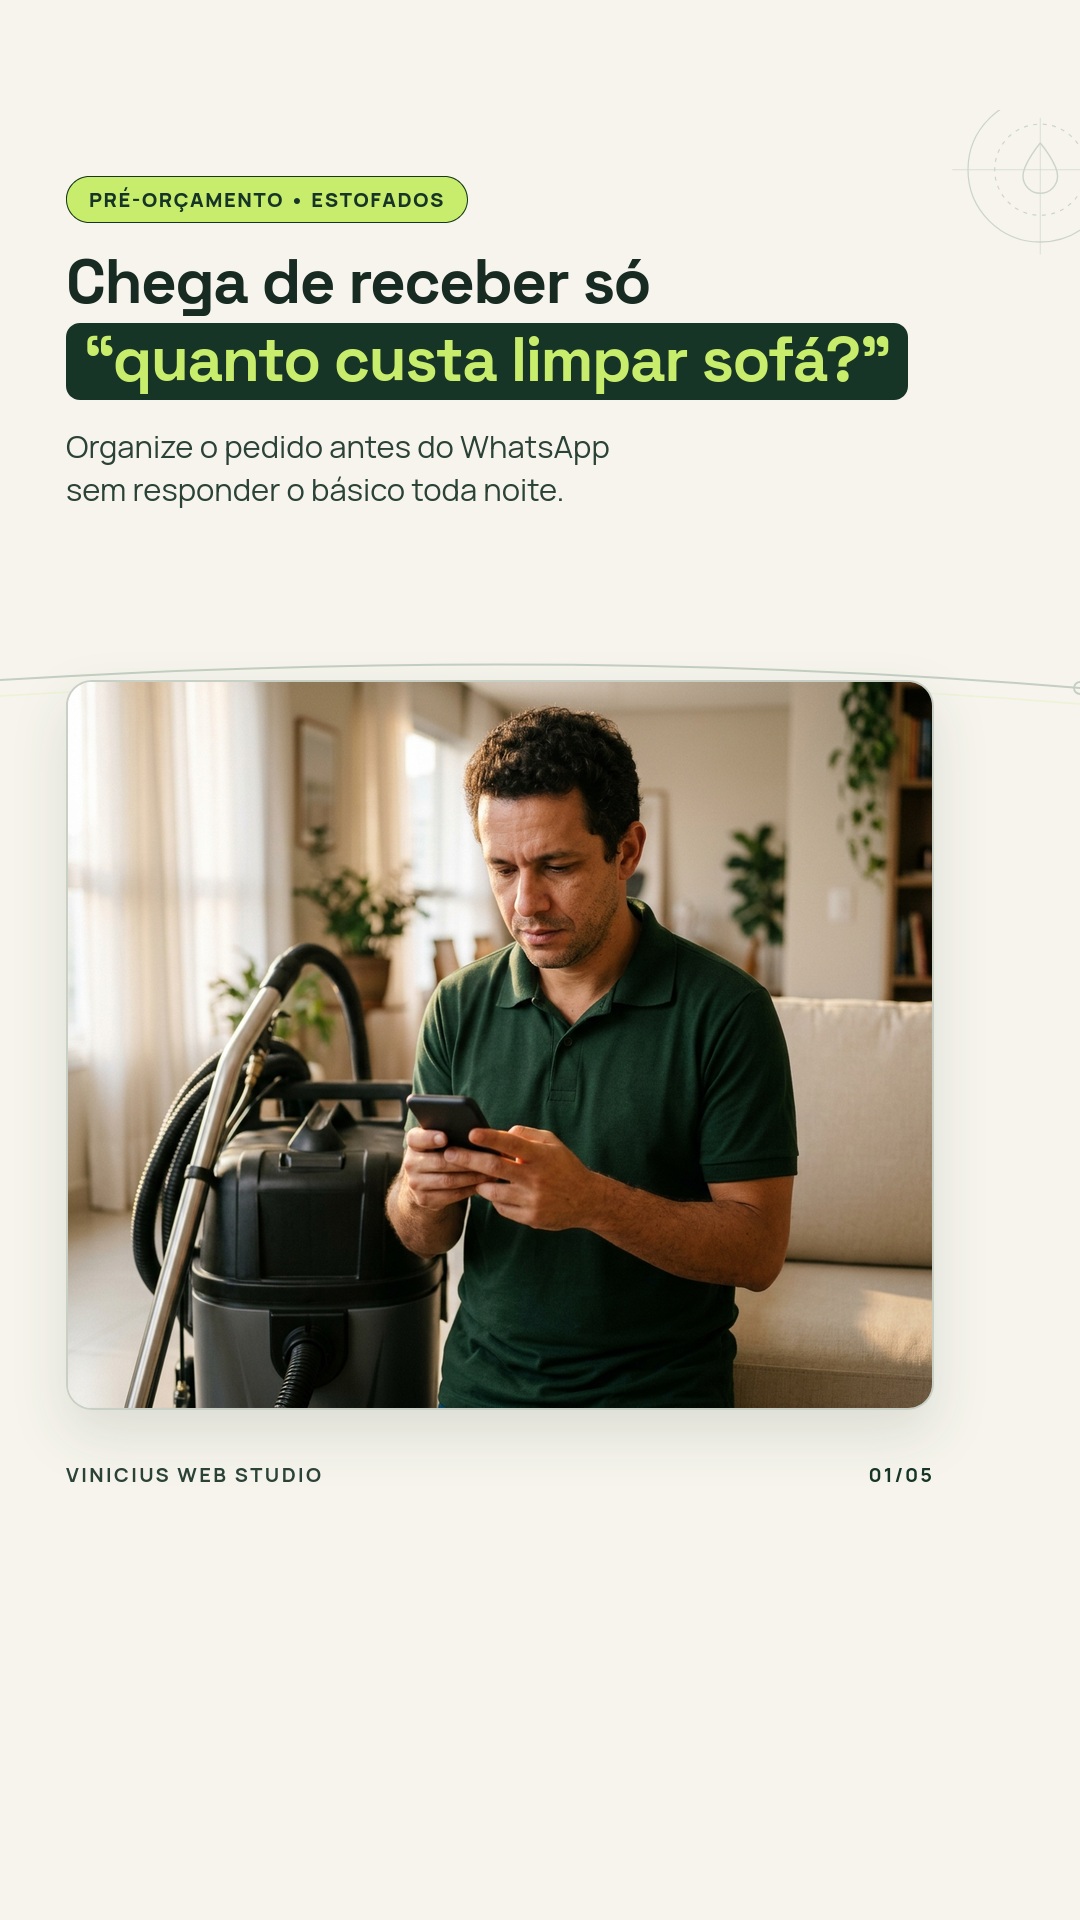 PRÉ-ORÇAMENTO • ESTOFADOS
Chega de receber só
“quanto custa limpar sofá?”
Organize o pedido antes do WhatsApp
sem responder o básico toda noite.
VINICIUS WEB STUDIO
01/05